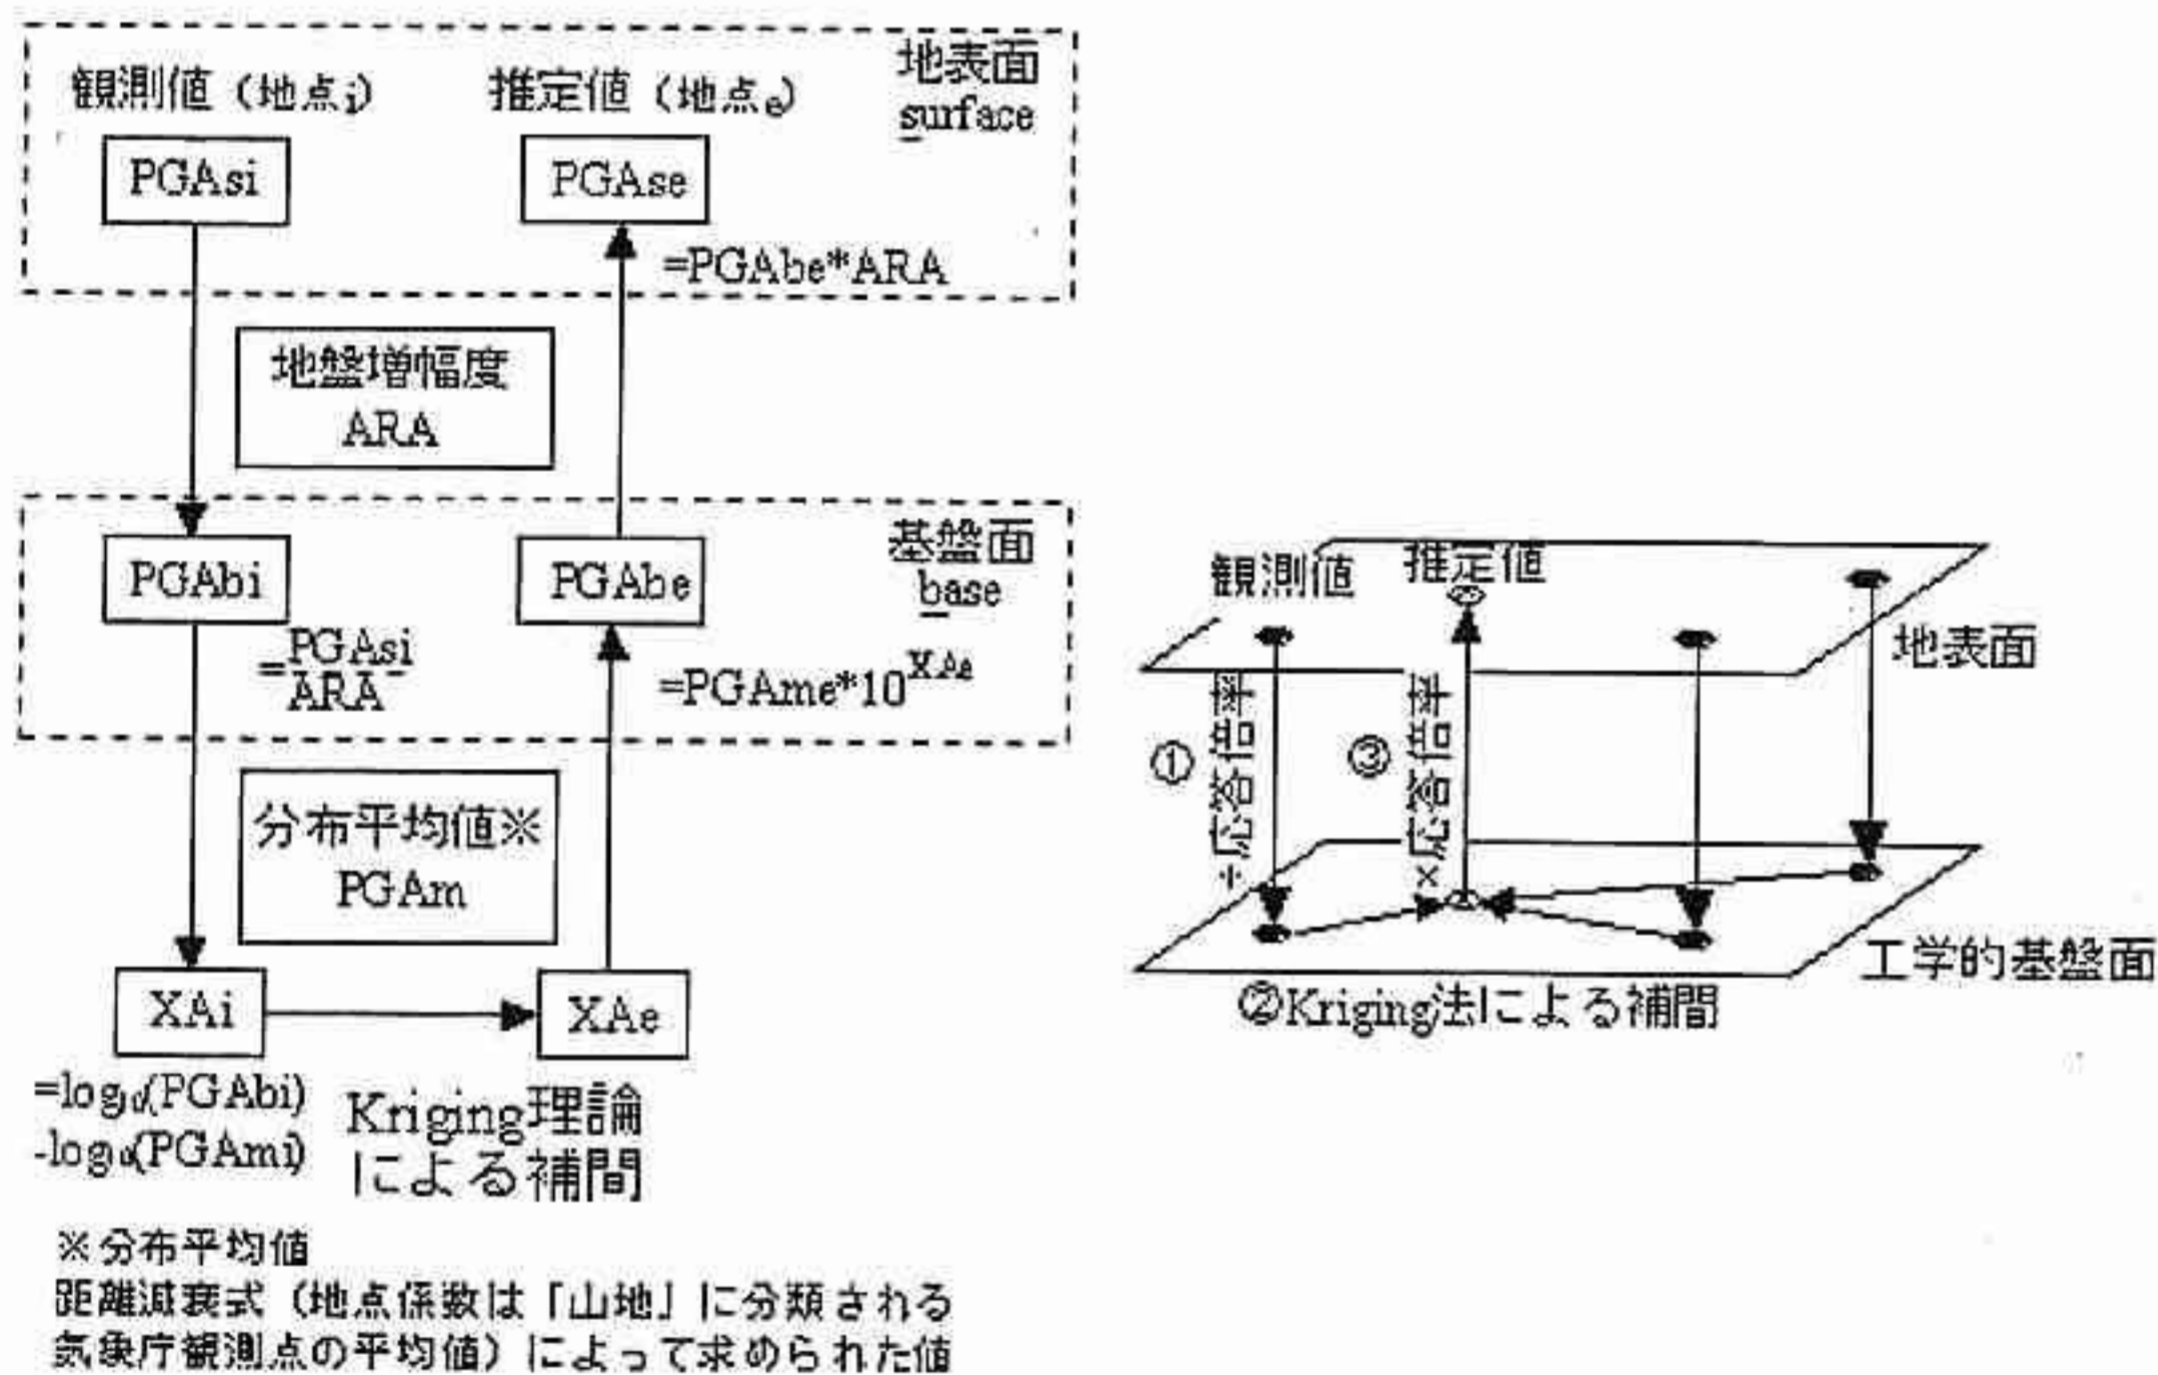 地表面
surface
観測値（地点i）
推定値（地点e）
PGAsi
PGAse
=PGAbe*ARA
地盤増幅度
ARA
基盤面
base
PGAbi
PGAbe
=PGAsi
ARA
=PGAme*10^XAe
分布平均値※
PGAm
XAi
XAe
=log₁₀(PGAbi)
-log₁₀(PGAmi)
Kriging理論
による補間
※分布平均値
距離減衰式（地点係数は「山地」に分類される
気象庁観測点の平均値）によって求められた値
観測値
推定値
地表面
①
÷応答倍率
③
×応答倍率
工学的基盤面
②Kriging法による補間